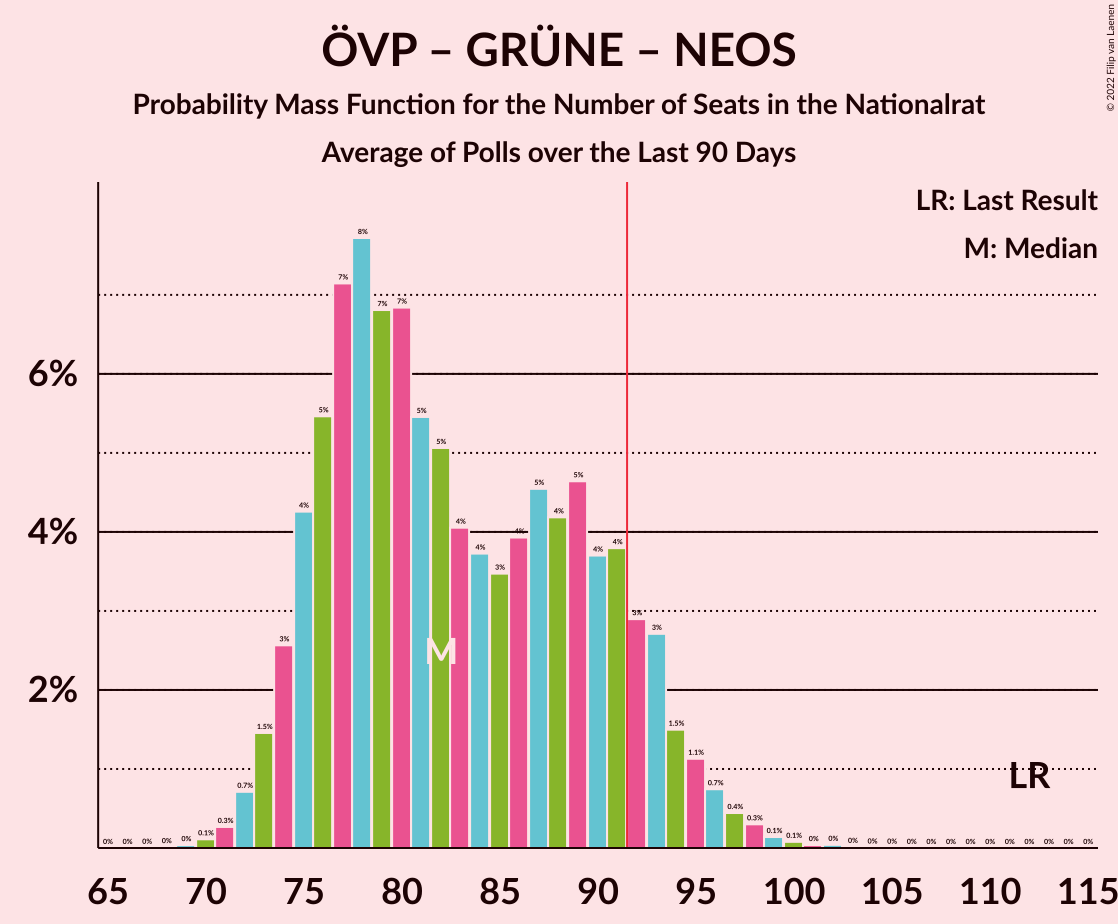 ÖVP – GRÜNE – NEOS
Probability Mass Function for the Number of Seats in the Nationalrat
Average of Polls over the Last 90 Days
© 2022 Filip van Laenen
LR: Last Result
M: Median
6%
4%
2%
0% 0% 0% 0% 0% 0.1% 0.3% 0.7% 1.5% 3% 4% 5% 7% 8% 7% 7% 5% 5% 4% 4% 3% 4% 5% 4% 5% 4% 4% 3% 3% 1.5% 1.1% 0.7% 0.4% 0.3% 0.1% 0.1% 0% 0% 0% 0% 0% 0% 0% 0% 0% 0% 0% 0% 0% 0% 0%
M
LR
65 70 75 80 85 90 95 100 105 110 115